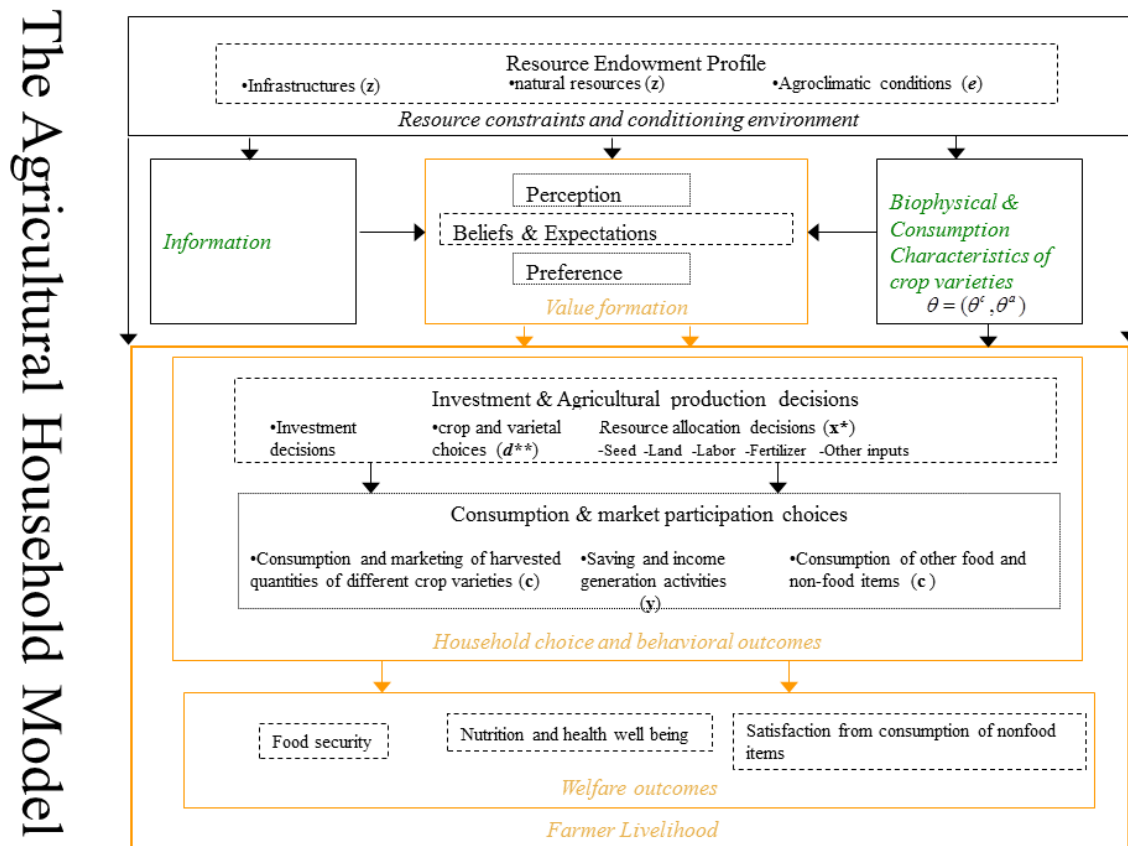 The Agricultural Household Model
Resource Endowment Profile
•Infrastructures (z) •natural resources (z) •Agroclimatic conditions (e)
Resource constraints and conditioning environment
Information
Perception
Beliefs & Expectations
Preference
Value formation
Biophysical &
Consumption
Characteristics of
crop varieties
θ = (θᶜ, θᵃ)
Investment & Agricultural production decisions
•Investment
decisions
•crop and varietal
choices (d**)
Resource allocation decisions (x*)
-Seed -Land -Labor -Fertilizer -Other inputs
Consumption & market participation choices
•Consumption and marketing of harvested
quantities of different crop varieties (c)
•Saving and income
generation activities
(y)
•Consumption of other food and
non-food items (c)
Household choice and behavioral outcomes
Food security
Nutrition and health well being
Satisfaction from consumption of nonfood
items
Welfare outcomes
Farmer Livelihood